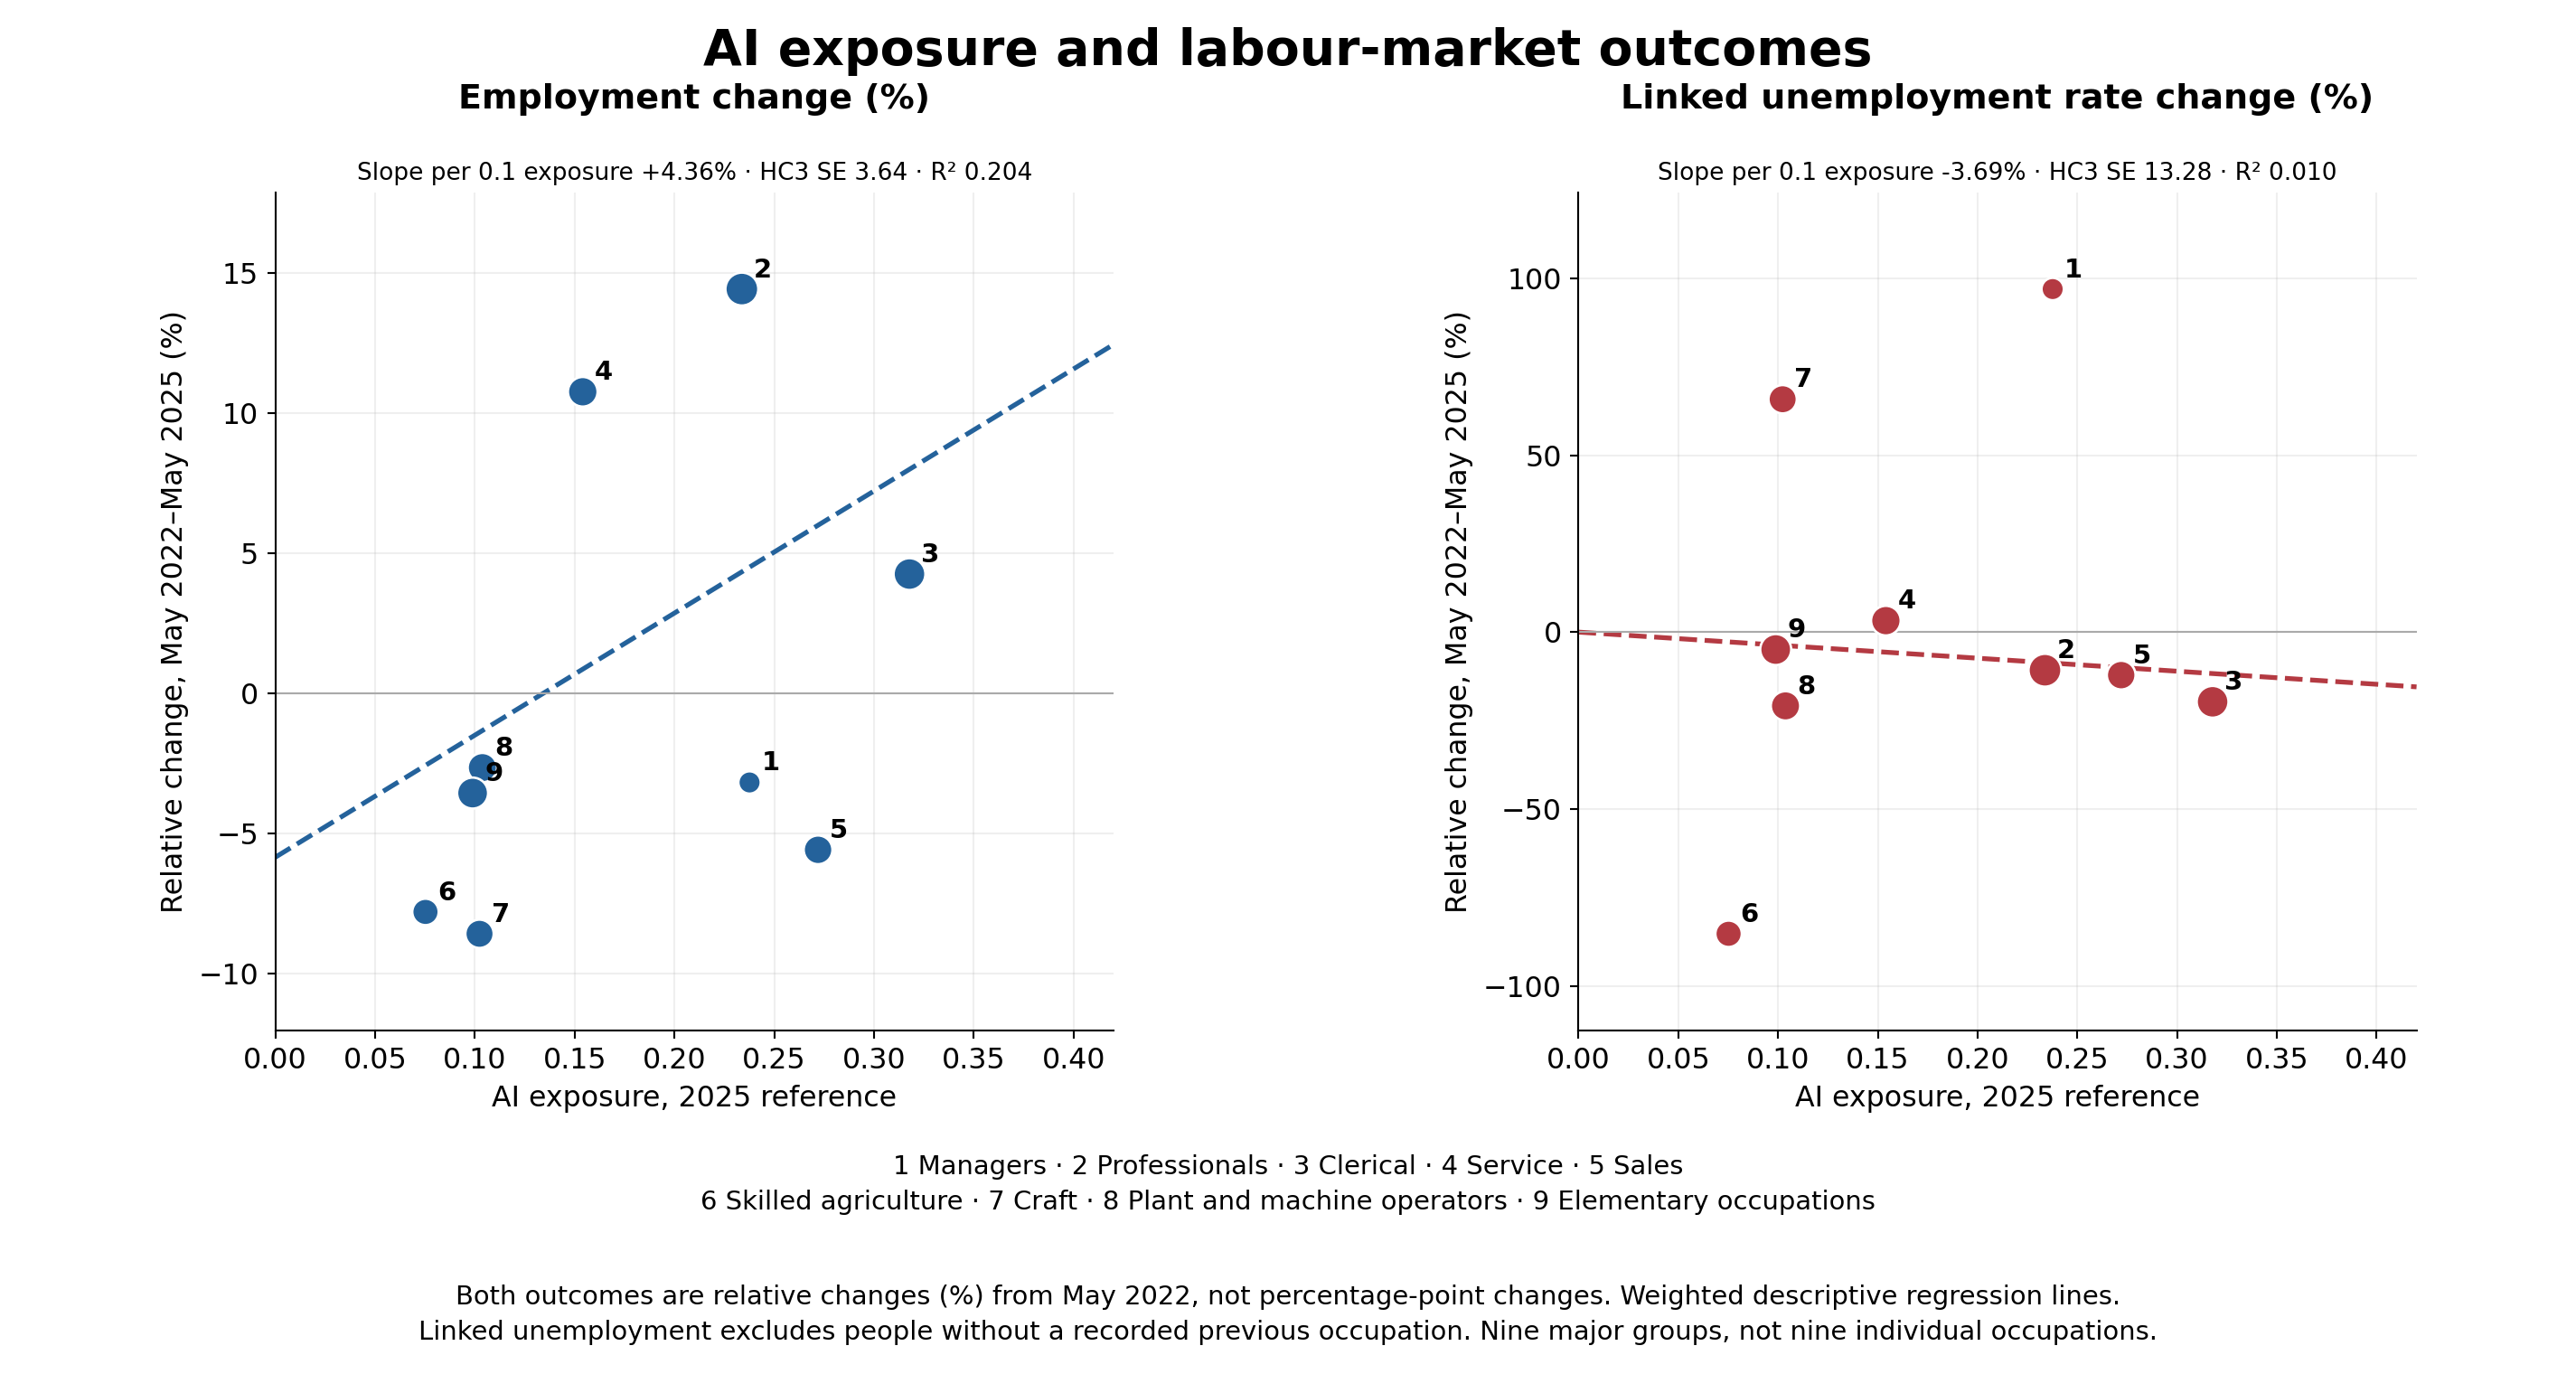 AI exposure and labour-market outcomes
Employment change (%)
Slope per 0.1 exposure +4.36% · HC3 SE 3.64 · R² 0.204
Relative change, May 2022–May 2025 (%)
15
10
5
0
−5
−10
2
4
3
8
9
1
5
6
7
0.00 0.05 0.10 0.15 0.20 0.25 0.30 0.35 0.40
AI exposure, 2025 reference
Linked unemployment rate change (%)
Slope per 0.1 exposure -3.69% · HC3 SE 13.28 · R² 0.010
Relative change, May 2022–May 2025 (%)
100
50
0
−50
−100
1
7
4
9
2
5
3
8
6
0.00 0.05 0.10 0.15 0.20 0.25 0.30 0.35 0.40
AI exposure, 2025 reference
1 Managers · 2 Professionals · 3 Clerical · 4 Service · 5 Sales
6 Skilled agriculture · 7 Craft · 8 Plant and machine operators · 9 Elementary occupations
Both outcomes are relative changes (%) from May 2022, not percentage-point changes. Weighted descriptive regression lines.
Linked unemployment excludes people without a recorded previous occupation. Nine major groups, not nine individual occupations.